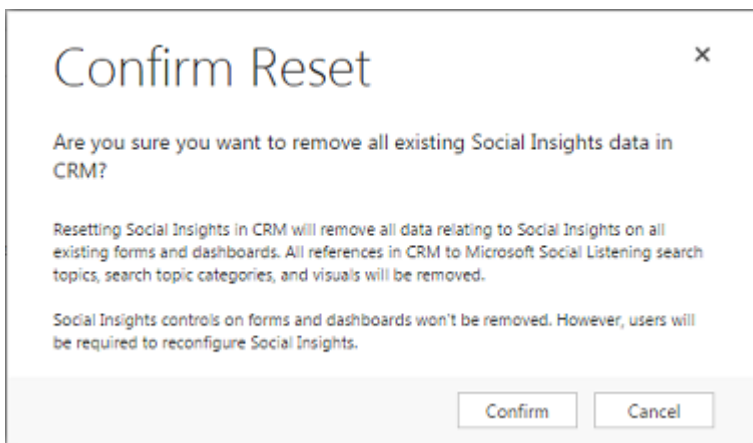 Confirm Reset
Are you sure you want to remove all existing Social Insights data in
CRM?
Resetting Social Insights in CRM will remove all data relating to Social Insights on all
existing forms and dashboards. All references in CRM to Microsoft Social Listening search
topics, search topic categories, and visuals will be removed.
Social Insights controls on forms and dashboards won't be removed. However, users will
be required to reconfigure Social Insights.
Confirm Cancel